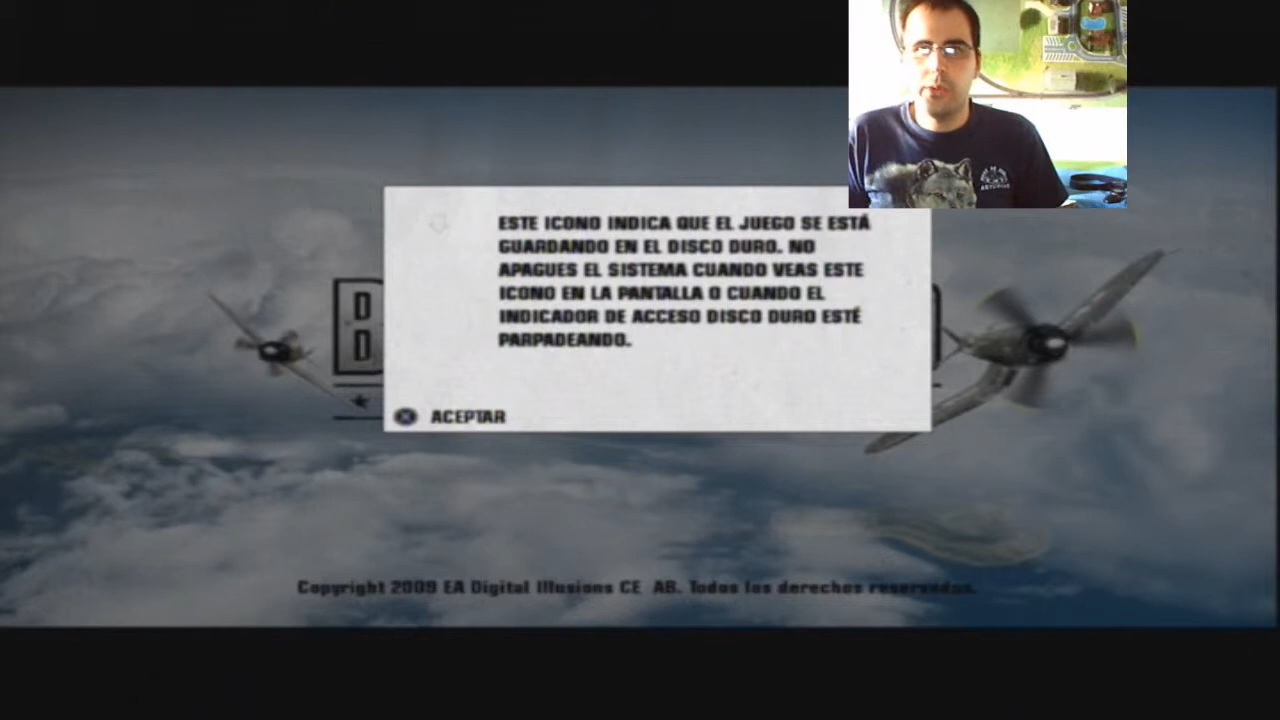 ESTE ICONO INDICA QUE EL JUEGO SE ESTÁ
GUARDANDO EN EL DISCO DURO. NO
APAGUES EL SISTEMA CUANDO VEAS ESTE
ICONO EN LA PANTALLA O CUANDO EL
INDICADOR DE ACCESO DISCO DURO ESTÉ
PARPADEANDO.
ACEPTAR
Copyright 2009 EA Digital Illusions CE AB. Todos los derechos reservados.